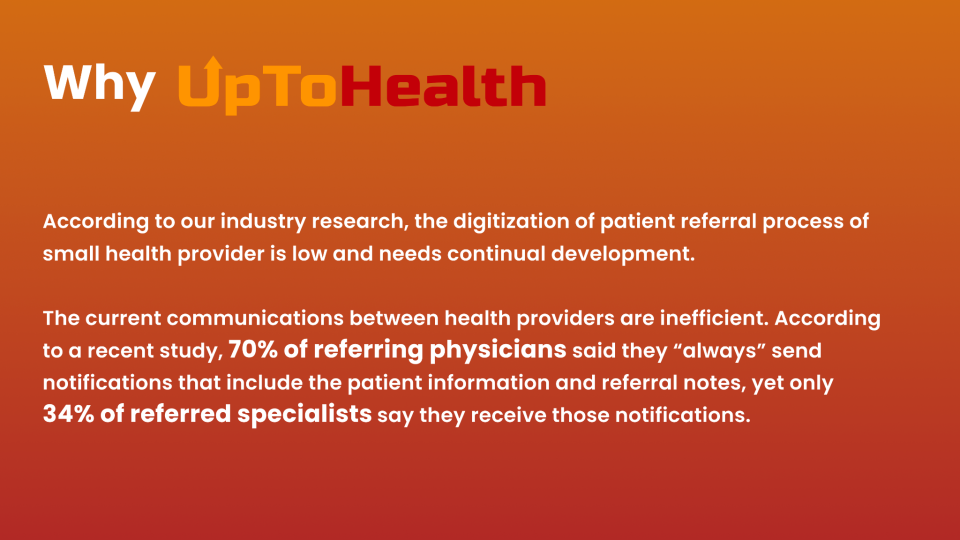 Why UpToHealth
According to our industry research, the digitization of patient referral process of
small health provider is low and needs continual development.
The current communications between health providers are inefficient. According
to a recent study, 70% of referring physicians said they “always” send
notifications that include the patient information and referral notes, yet only
34% of referred specialists say they receive those notifications.